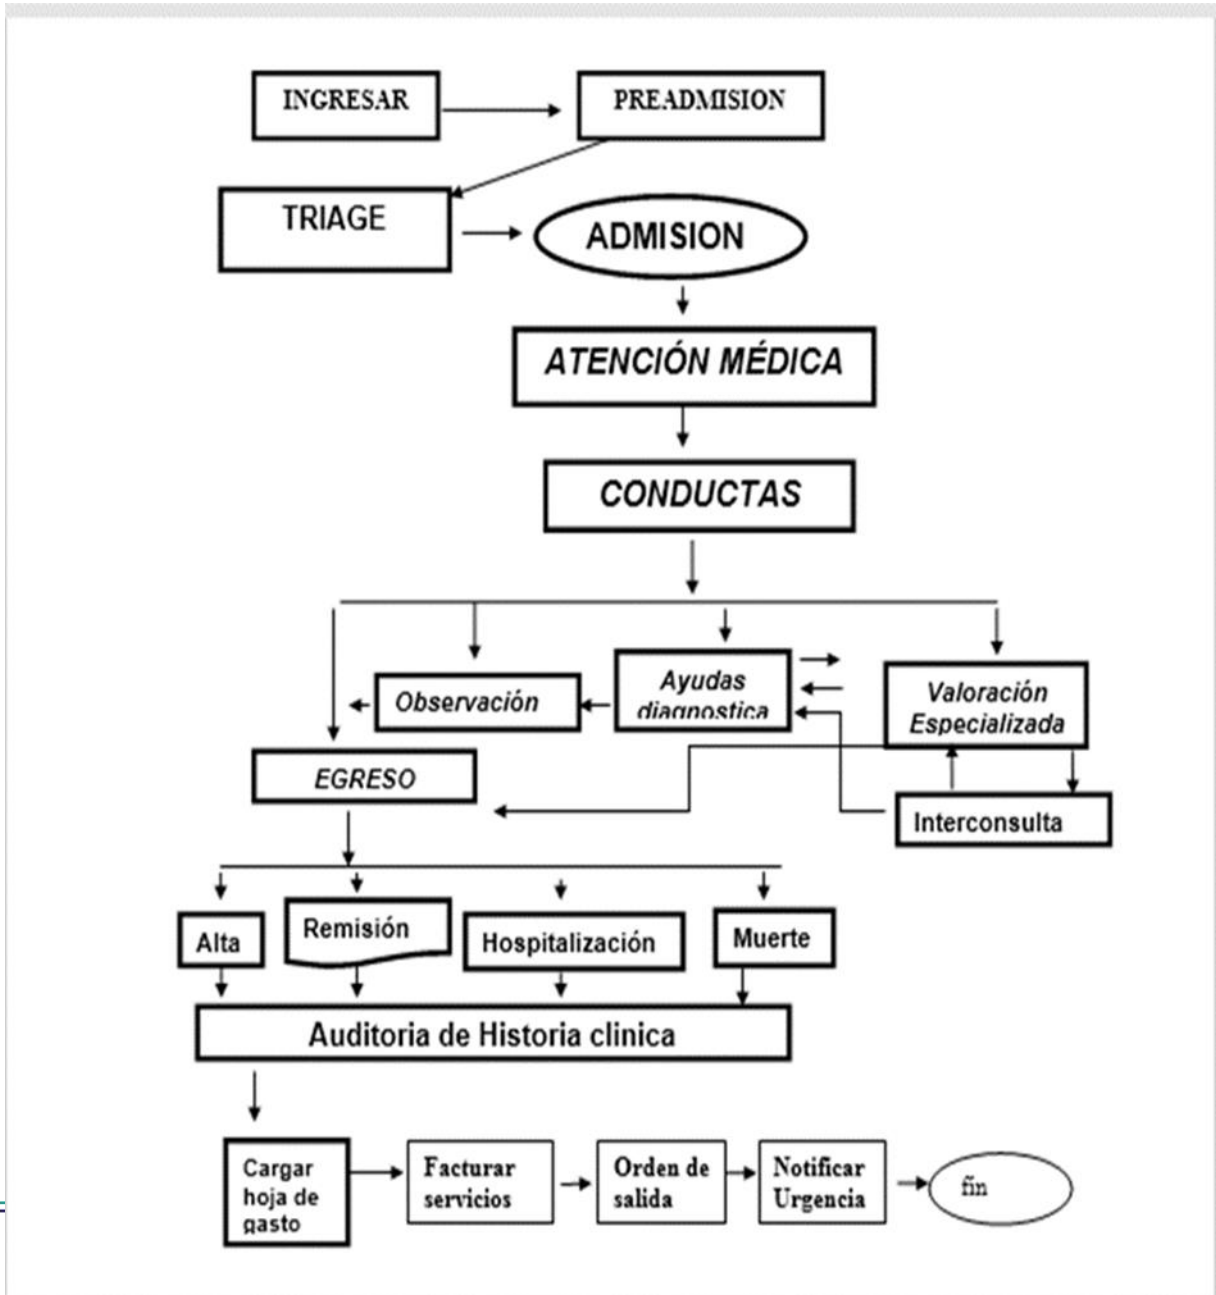 INGRESAR
PREADMISION
TRIAGE
ADMISION
ATENCIÓN MÉDICA
CONDUCTAS
Observación
Ayudas
diagnostica
Valoración
Especializada
EGRESO
Interconsulta
Alta
Remisión
Hospitalización
Muerte
Auditoria de Historia clinica
Cargar
hoja de
gasto
Facturar
servicios
Orden de
salida
Notificar
Urgencia
fin